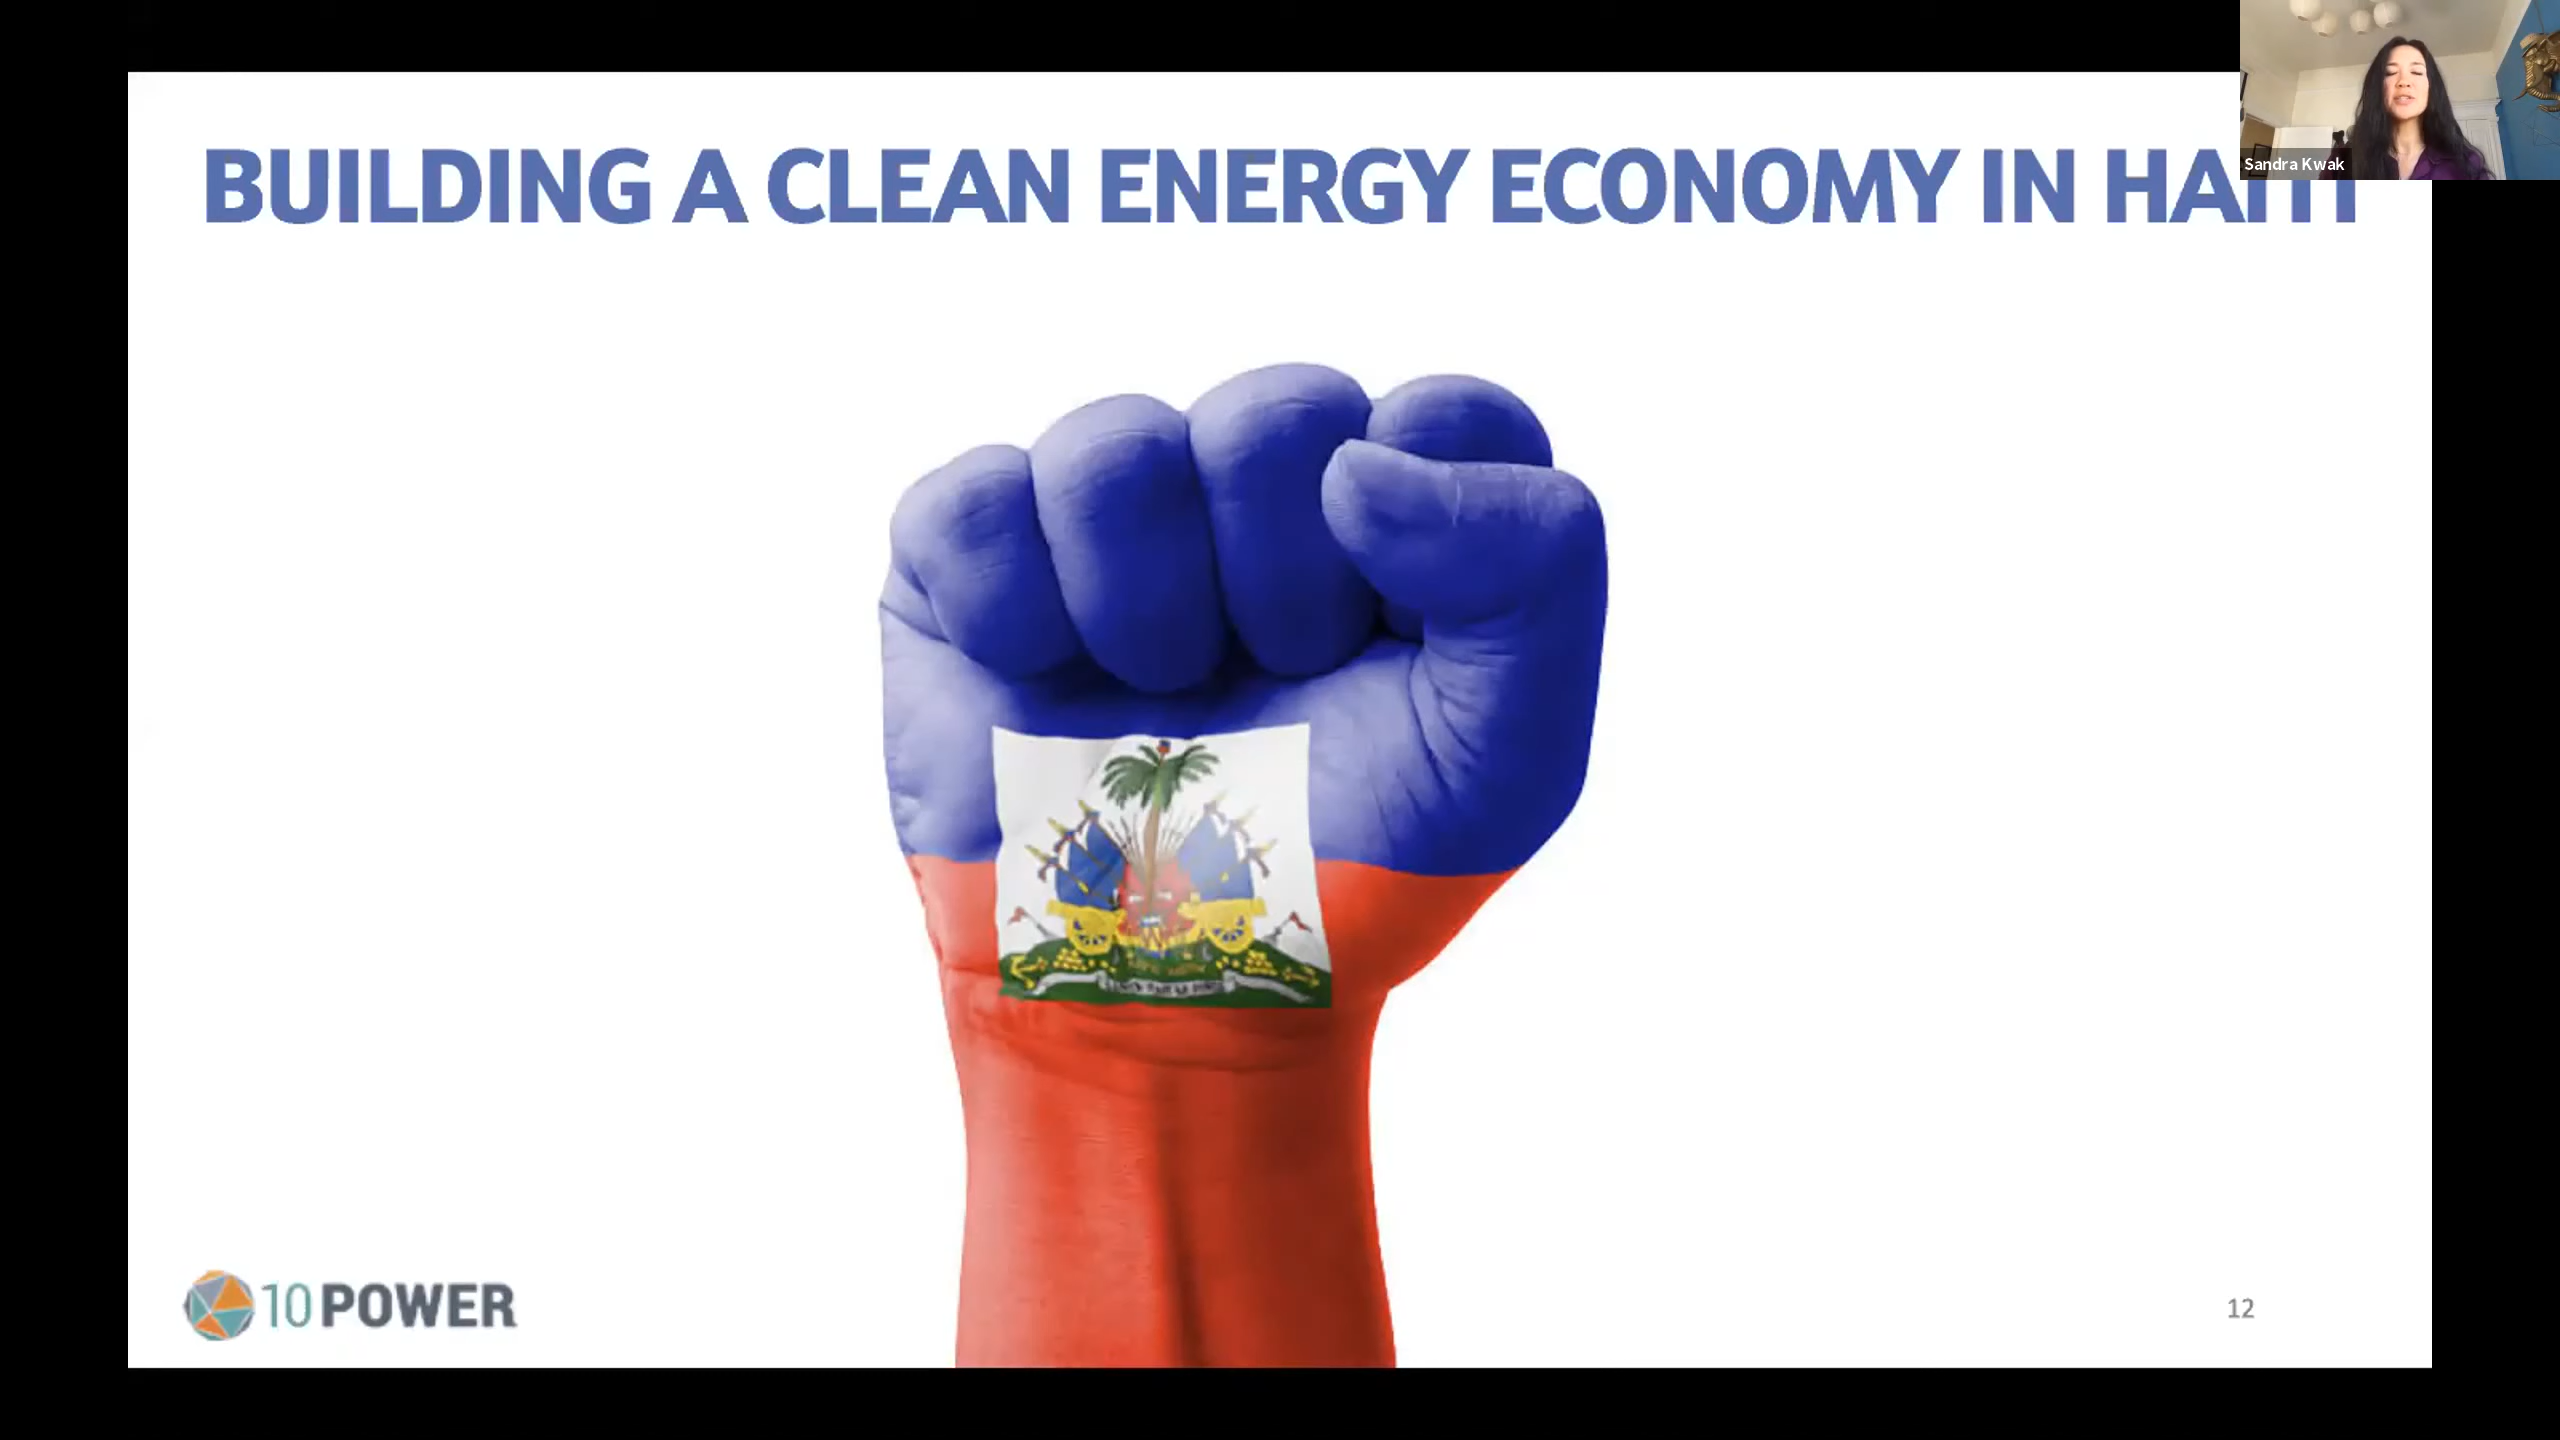 BUILDING A CLEAN ENERGY ECONOMY IN HAITI
Sandra Kwak
10POWER
12